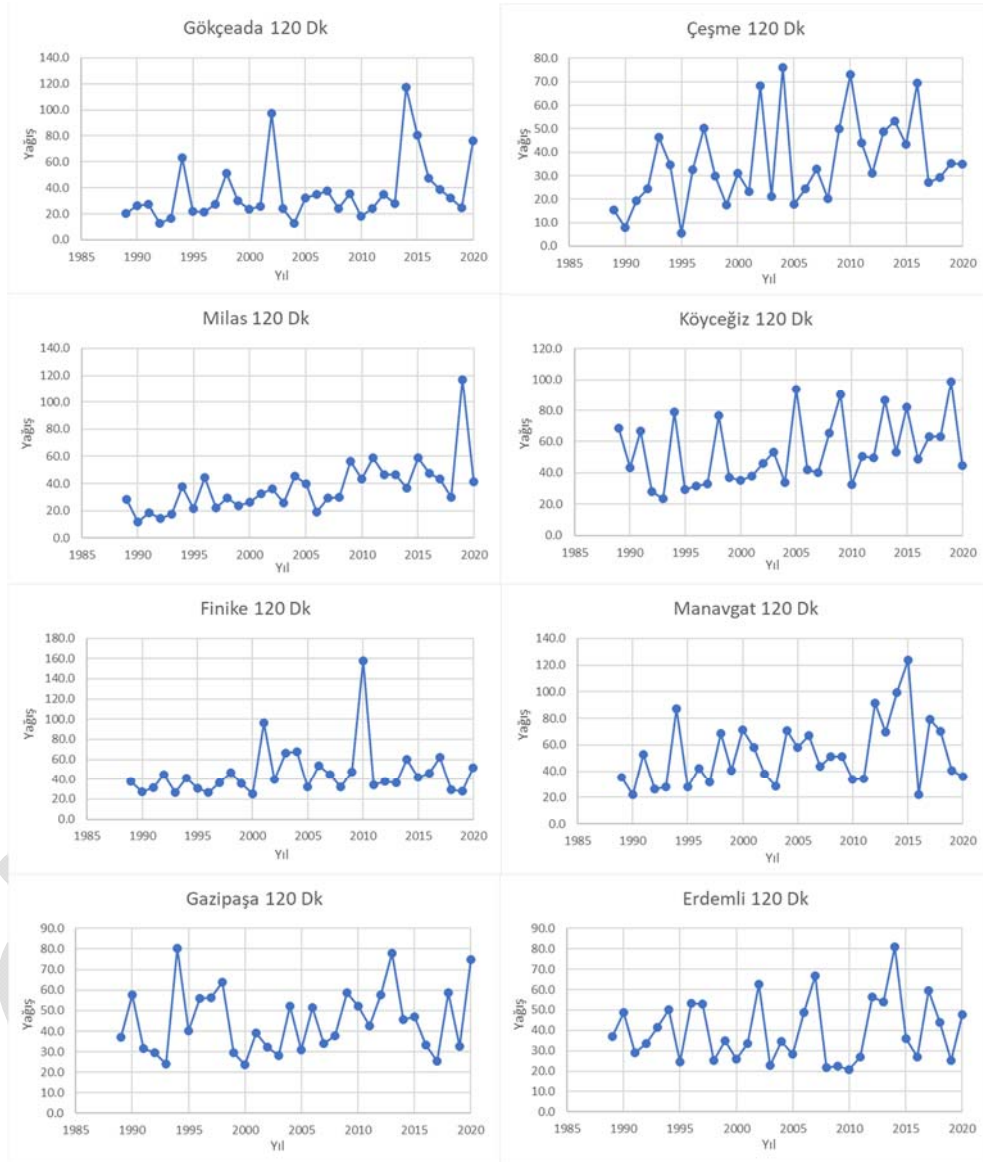 Gökçeada 120 Dk
140.0
120.0
100.0
80.0
60.0
40.0
20.0
0.0
Yağış
1985 1990 1995 2000 2005 2010 2015 2020
Yıl
Çeşme 120 Dk
80.0
70.0
60.0
50.0
40.0
30.0
20.0
10.0
0.0
Yağış
1985 1990 1995 2000 2005 2010 2015 2020
Yıl
Milas 120 Dk
140.0
120.0
100.0
80.0
60.0
40.0
20.0
0.0
Yağış
1985 1990 1995 2000 2005 2010 2015 2020
Yıl
Köyceğiz 120 Dk
120.0
100.0
80.0
60.0
40.0
20.0
0.0
Yağış
1985 1990 1995 2000 2005 2010 2015 2020
Yıl
Finike 120 Dk
180.0
160.0
140.0
120.0
100.0
80.0
60.0
40.0
20.0
0.0
Yağış
1985 1990 1995 2000 2005 2010 2015 2020
Yıl
Manavgat 120 Dk
140.0
120.0
100.0
80.0
60.0
40.0
20.0
0.0
Yağış
1985 1990 1995 2000 2005 2010 2015 2020
Yıl
Gazipaşa 120 Dk
90.0
80.0
70.0
60.0
50.0
40.0
30.0
20.0
10.0
0.0
Yağış
1985 1990 1995 2000 2005 2010 2015 2020
Yıl
Erdemli 120 Dk
90.0
80.0
70.0
60.0
50.0
40.0
30.0
20.0
10.0
0.0
Yağış
1985 1990 1995 2000 2005 2010 2015 2020
Yıl